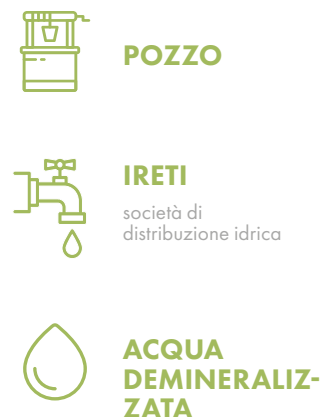 POZZO
IRETI
società di
distribuzione idrica
ACQUA
DEMINERALIZ-
ZATA